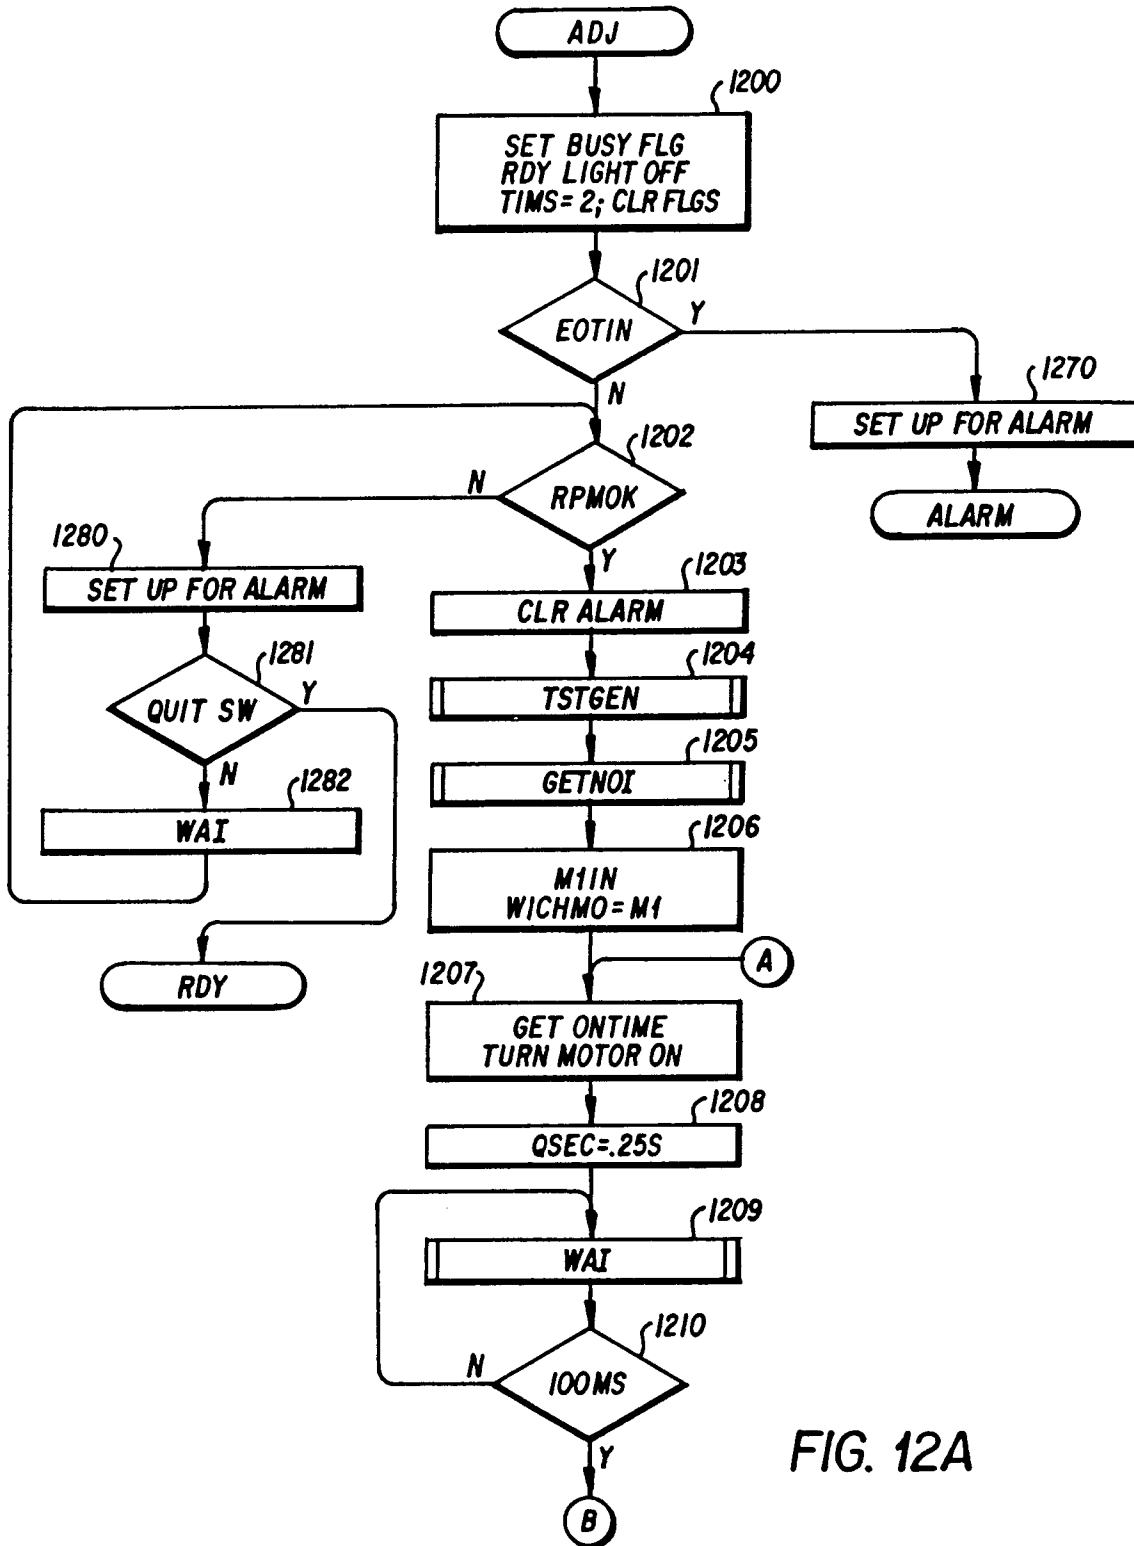 ADJ
1200
SET BUSY FLG
RDY LIGHT OFF
TIMS=2; CLR FLGS
1201
EOTIN
Y
N
1270
SET UP FOR ALARM
ALARM
1202
RPMOK
N
Y
1280
SET UP FOR ALARM
1281
QUIT SW
Y
N
1282
WAI
RDY
1203
CLR ALARM
1204
TSTGEN
1205
GETNOI
1206
M1IN
WICHMO=M1
A
1207
GET ONTIME
TURN MOTOR ON
1208
QSEC=.25S
1209
WAI
1210
100MS
N
Y
B
FIG. 12A